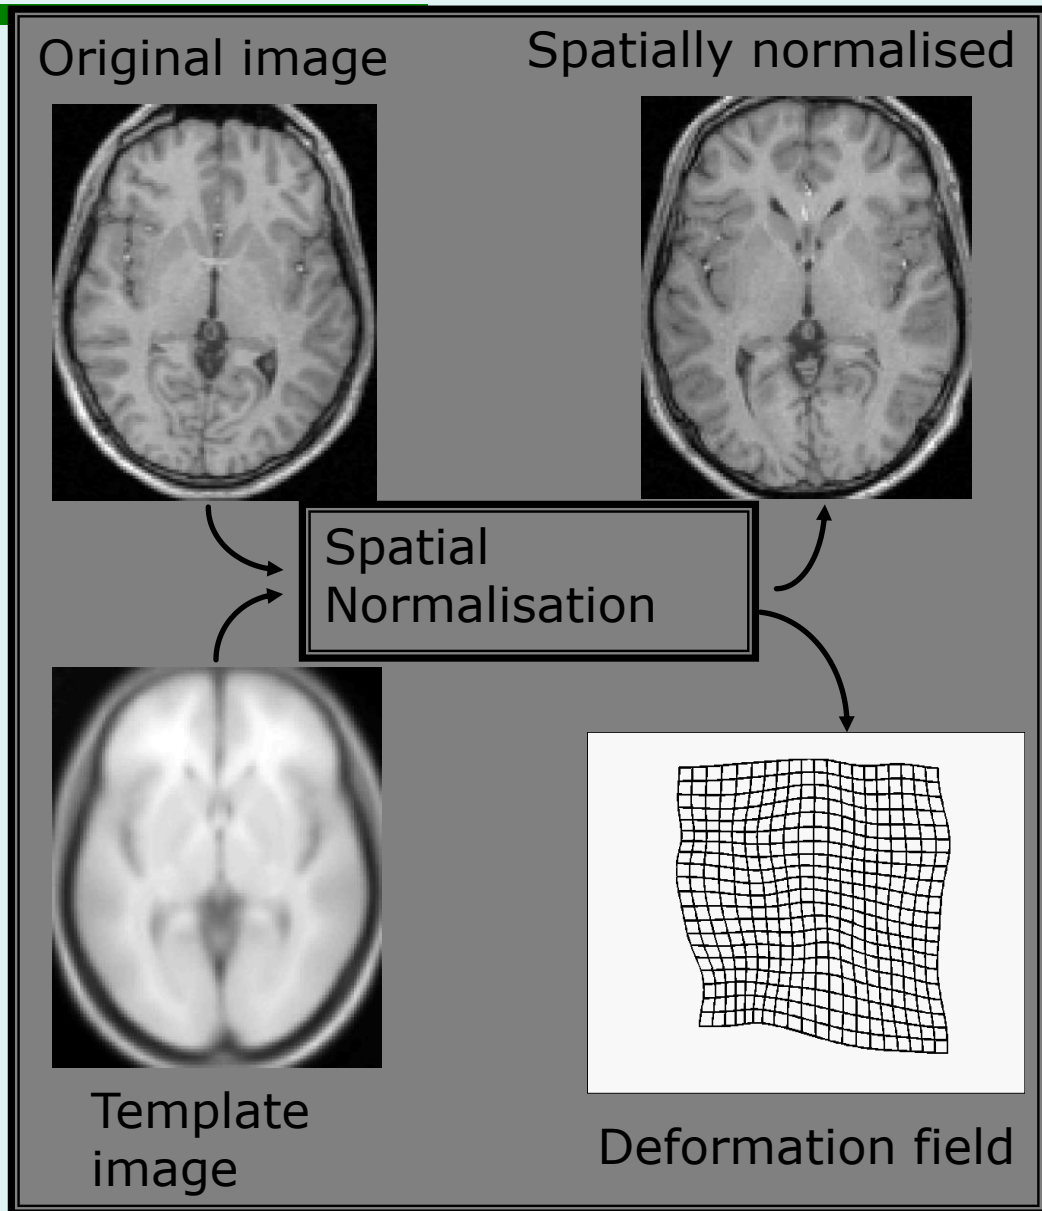 Original image
Spatially normalised
Spatial
Normalisation
Template
image
Deformation field